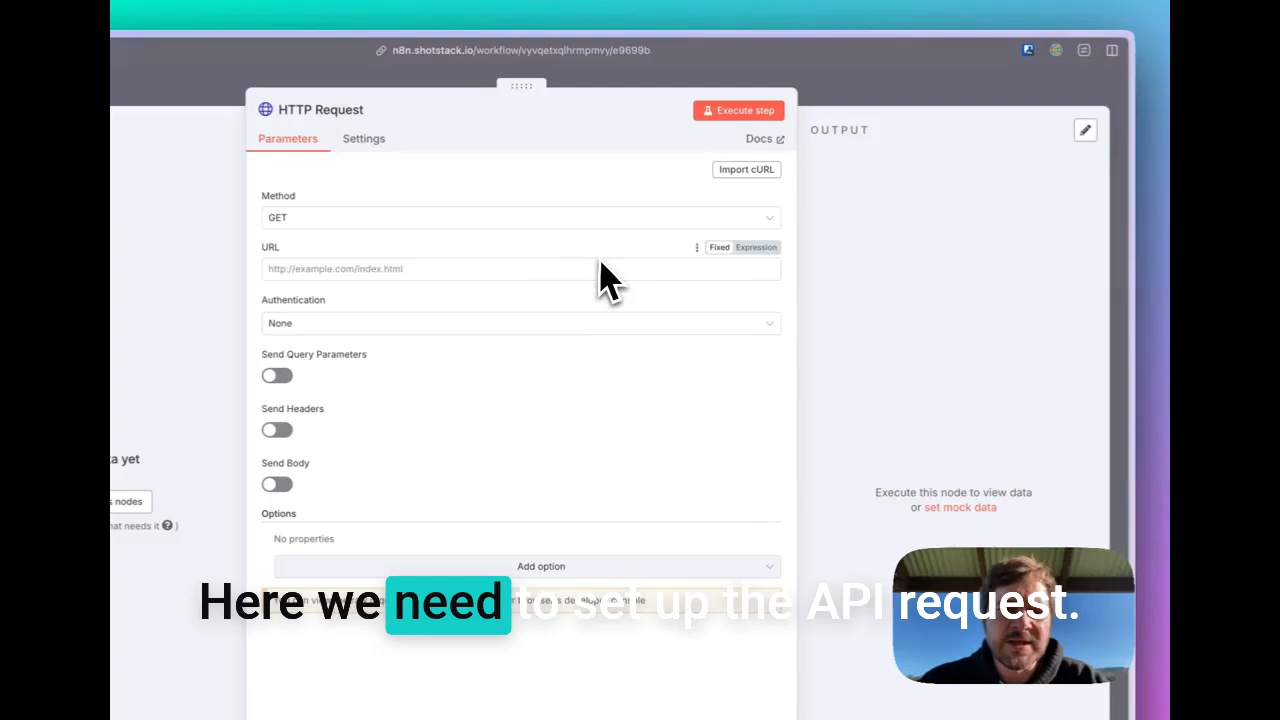 n8n.shotstack.io/workflow/vyvqetxqlhrmpmvy/e9699b
HTTP Request
Execute step
Parameters
Settings
Docs
OUTPUT
Import cURL
Method
GET
URL
Fixed
Expression
http://example.com/index.html
Authentication
None
Send Query Parameters
Send Headers
Send Body
Options
No properties
Add option
a yet
s nodes
hat needs it ? )
Execute this node to view data
or set mock data
Here we need to set up the API request.